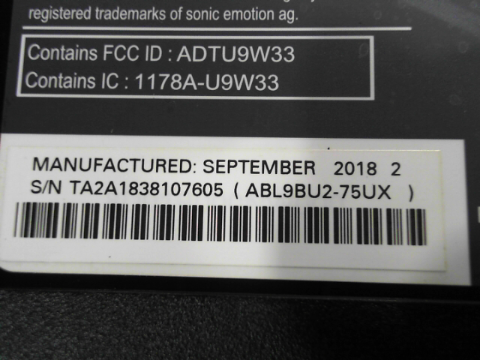 registered trademarks of sonic emotion ag.
Contains FCC ID : ADTU9W33
Contains IC : 1178A-U9W33
MANUFACTURED: SEPTEMBER 2018 2
S/N TA2A1838107605 ( ABL9BU2-75UX )